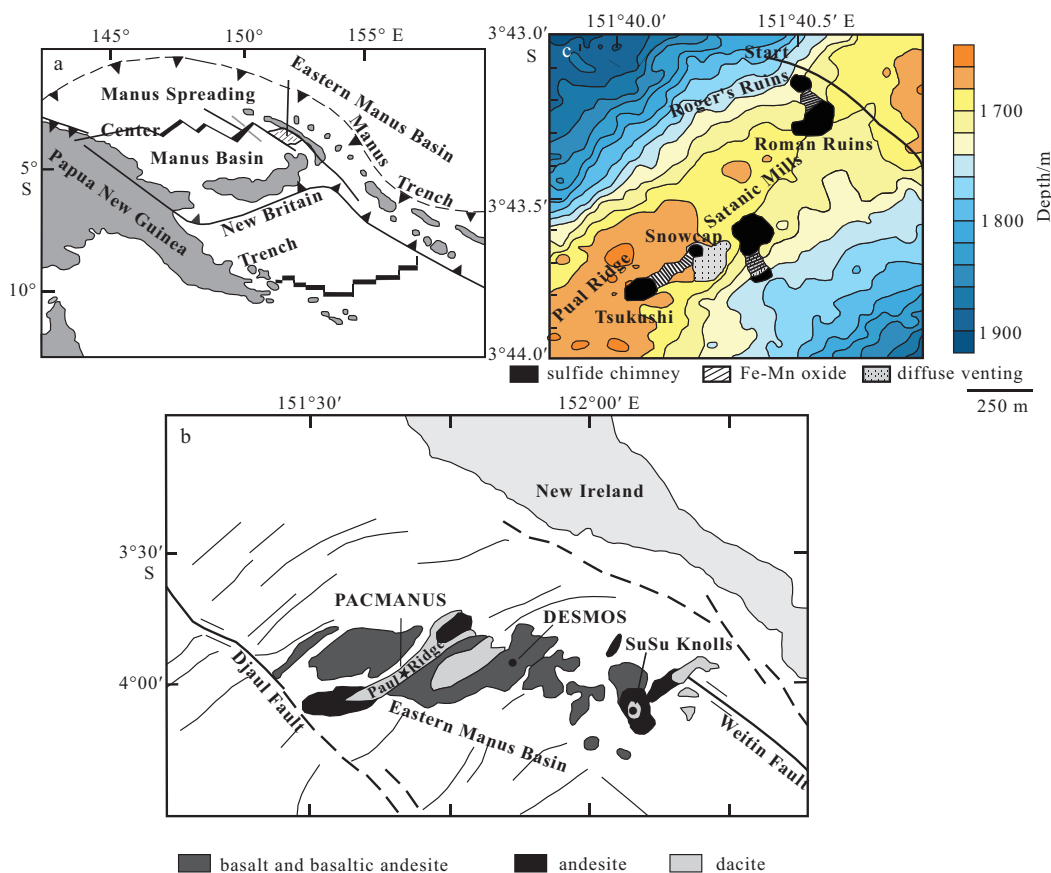 a
145°
150°
155° E
5°
S
10°
Manus Spreading
Center
Manus Basin
Eastern Manus Basin
Manus
Trench
Papua New Guinea
New Britain
Trench
c
151°40.0′
151°40.5′ E
3°43.0′
S
3°43.5′
3°44.0′
Start
Roger's Ruins
Roman Ruins
Satanic Mills
Snowcap
Pual Ridge
Tsukushi
1 700
1 800
1 900
Depth/m
sulfide chimney
Fe-Mn oxide
diffuse venting
250 m
b
151°30′
152°00′ E
3°30′
S
4°00′
New Ireland
PACMANUS
DESMOS
SuSu Knolls
Paul Ridge
Djaul Fault
Eastern Manus Basin
Weitin Fault
basalt and basaltic andesite
andesite
dacite